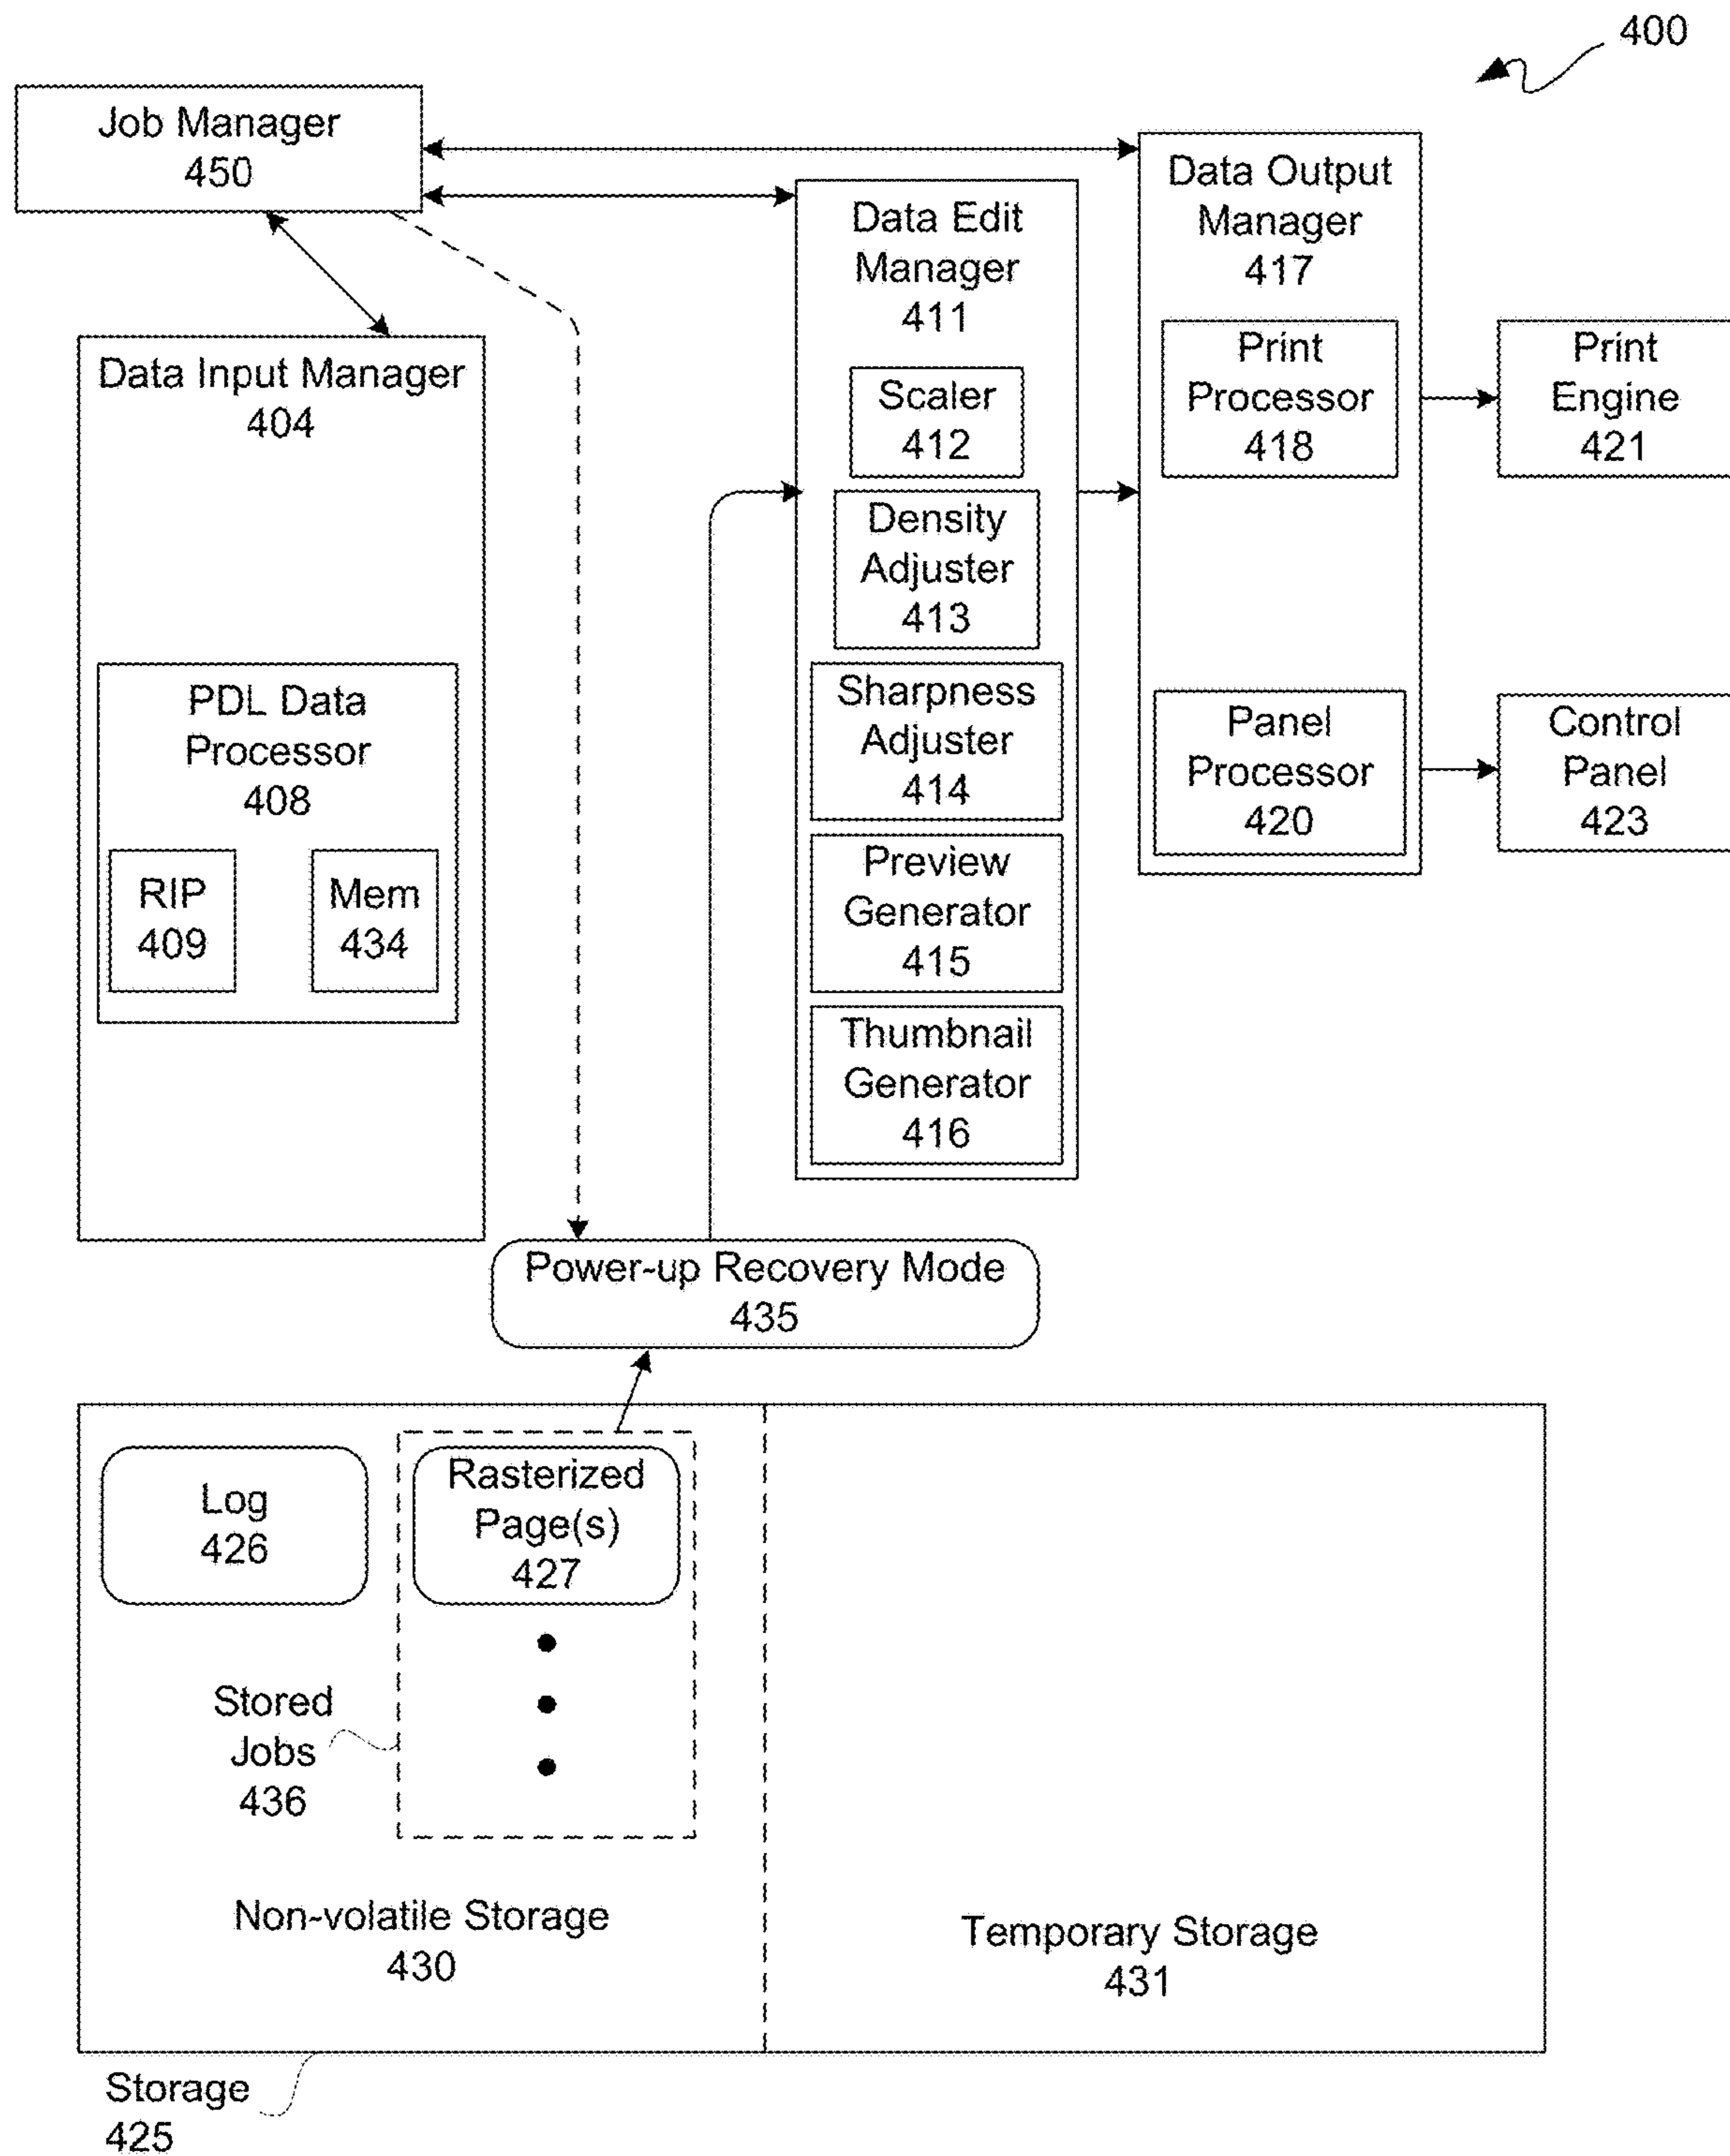 400
Job Manager
450
Data Output
Manager
417
Data Edit
Manager
411
Data Input Manager
404
Print
Processor
418
Print
Engine
421
Scaler
412
Density
Adjuster
413
PDL Data
Processor
408
Sharpness
Adjuster
414
Panel
Processor
420
Control
Panel
423
RIP
409
Mem
434
Preview
Generator
415
Thumbnail
Generator
416
Power-up Recovery Mode
435
Log
426
Rasterized
Page(s)
427
Stored
Jobs
436
Non-volatile Storage
430
Temporary Storage
431
Storage
425